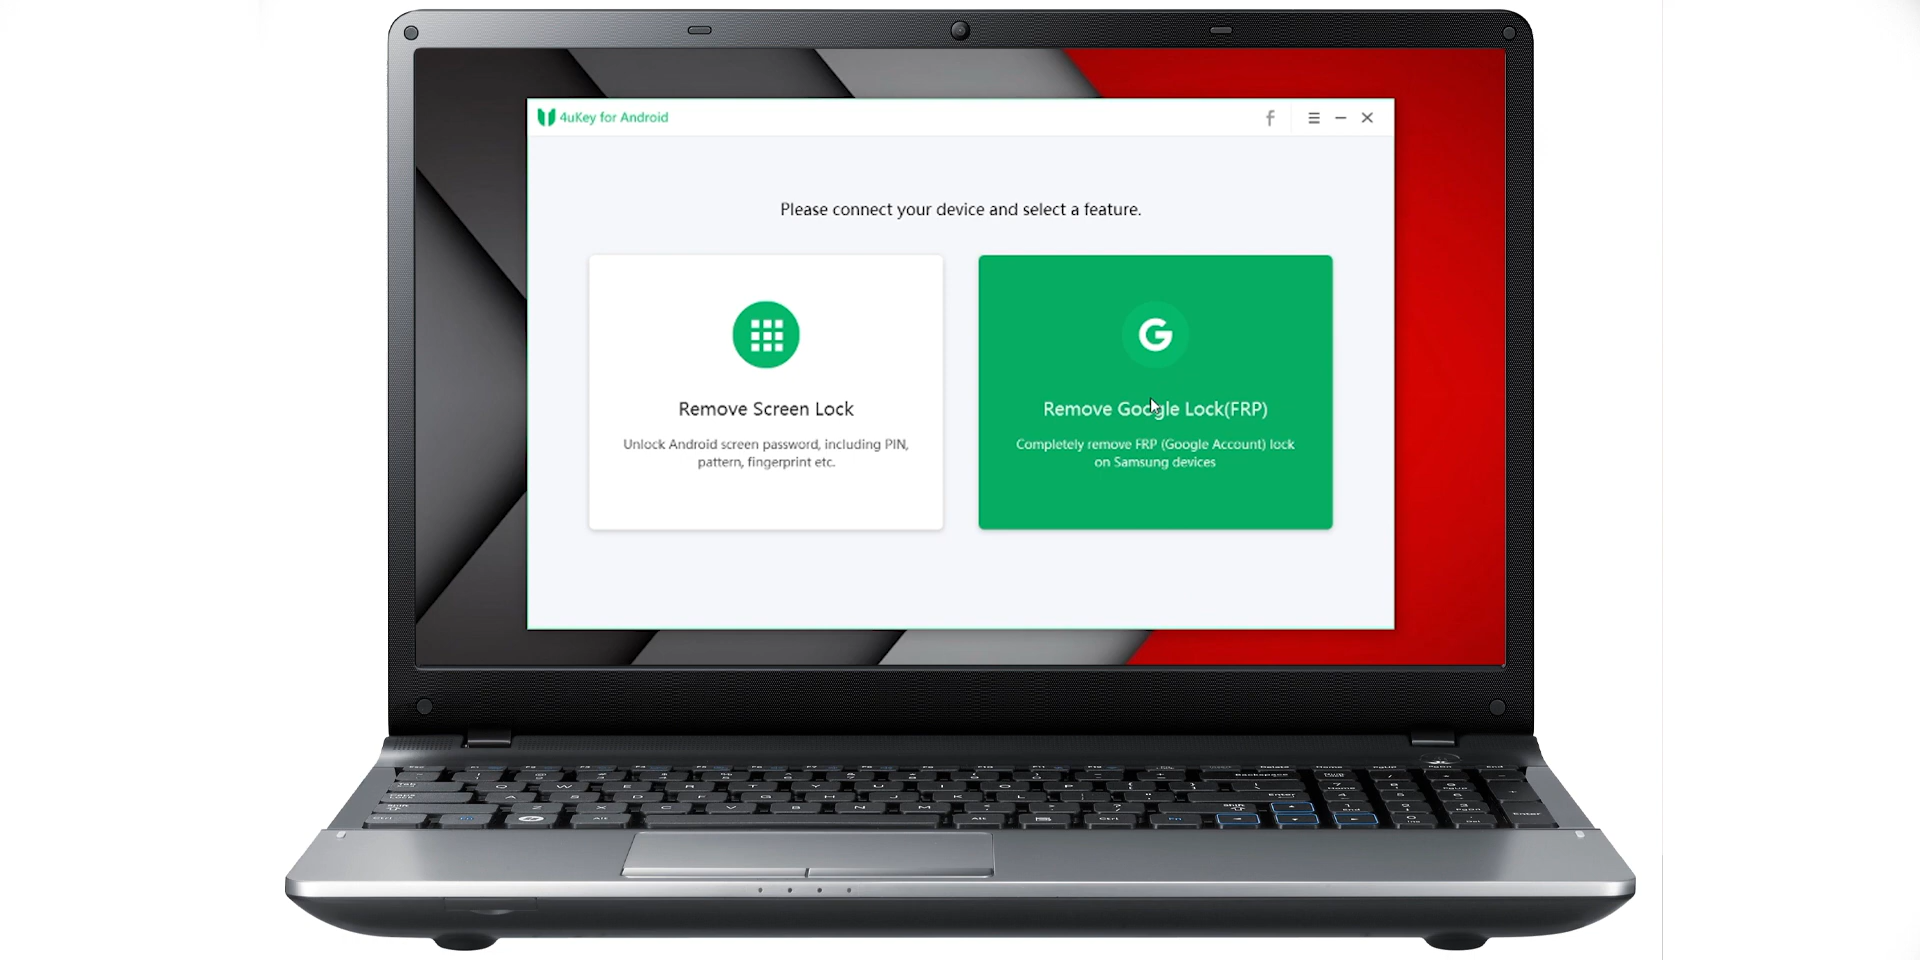 4uKey for Android
Please connect your device and select a feature.
Remove Screen Lock
Unlock Android screen password, including PIN,
pattern, fingerprint etc.
Remove Google Lock(FRP)
Completely remove FRP (Google Account) lock
on Samsung devices